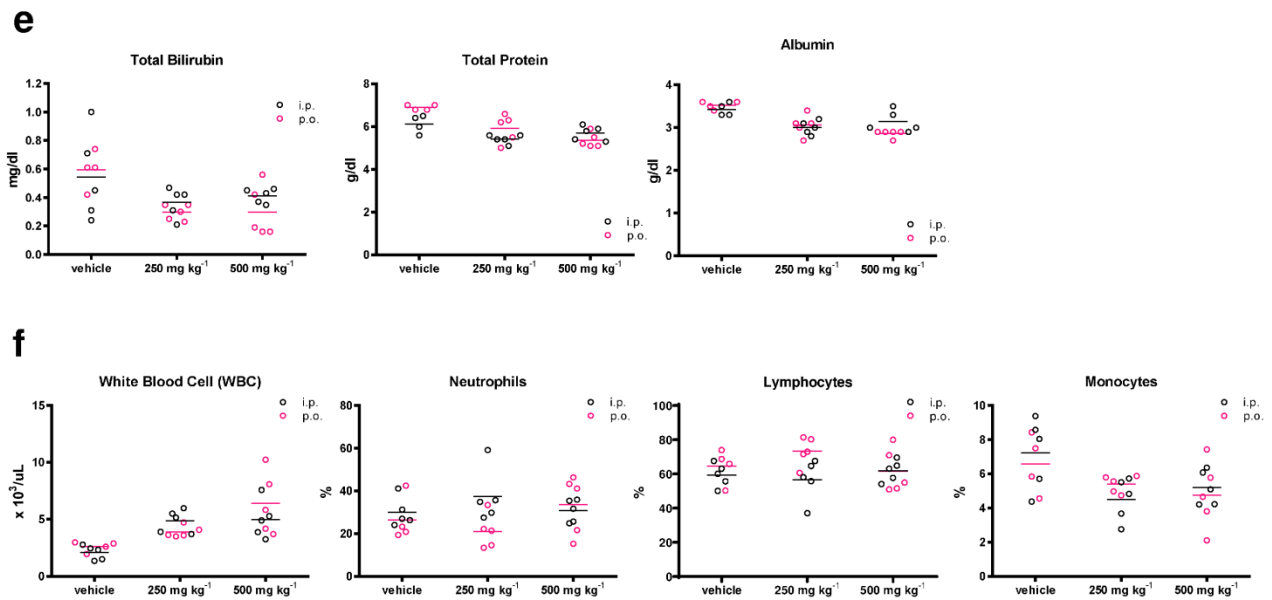 e
Total Bilirubin
mg/dl
1.2
1.0
0.8
0.6
0.4
0.2
0.0
vehicle
250 mg kg⁻¹
500 mg kg⁻¹
i.p.
p.o.
Total Protein
g/dl
8
6
4
2
0
vehicle
250 mg kg⁻¹
500 mg kg⁻¹
i.p.
p.o.
Albumin
g/dl
4
3
2
1
0
vehicle
250 mg kg⁻¹
500 mg kg⁻¹
i.p.
p.o.
f
White Blood Cell (WBC)
x 10³/uL
15
10
5
0
vehicle
250 mg kg⁻¹
500 mg kg⁻¹
i.p.
p.o.
Neutrophils
%
80
60
40
20
0
vehicle
250 mg kg⁻¹
500 mg kg⁻¹
i.p.
p.o.
Lymphocytes
%
100
80
60
40
20
0
vehicle
250 mg kg⁻¹
500 mg kg⁻¹
i.p.
p.o.
Monocytes
%
10
8
6
4
2
0
vehicle
250 mg kg⁻¹
500 mg kg⁻¹
i.p.
p.o.